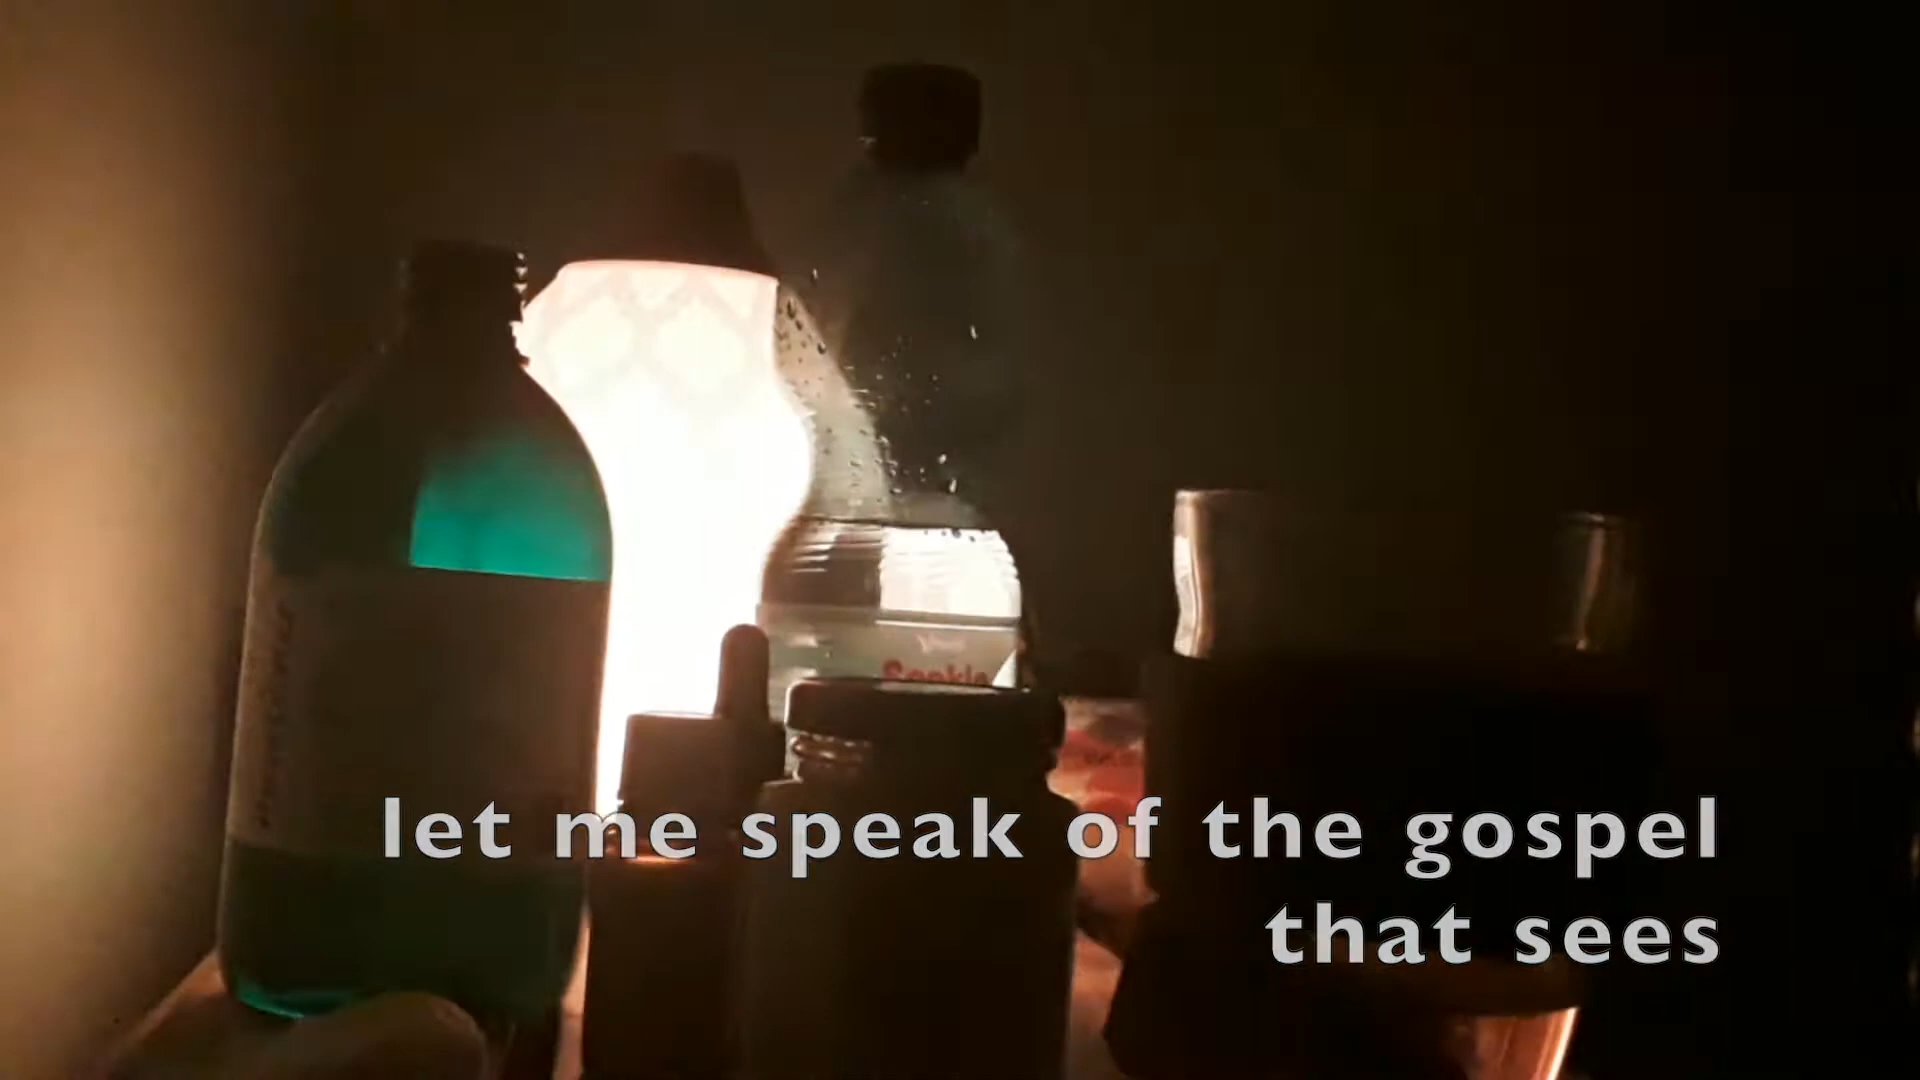 let me speak of the gospel
that sees